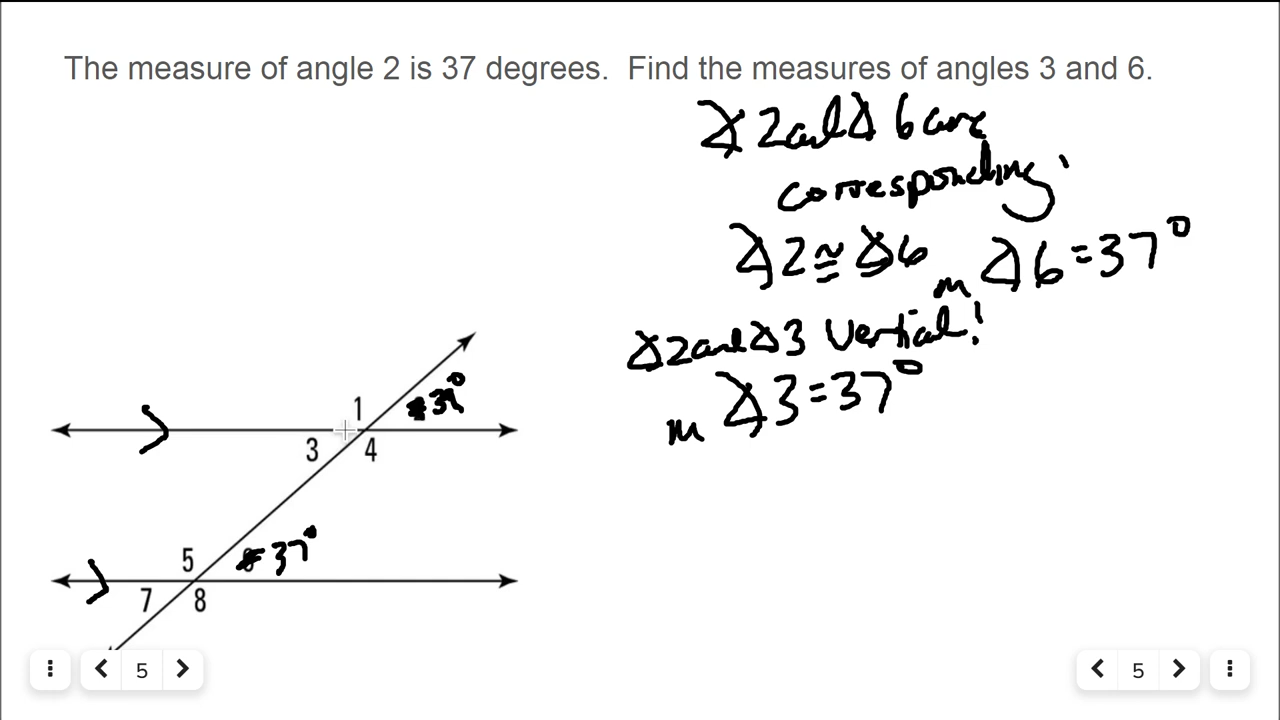 The measure of angle 2 is 37 degrees. Find the measures of angles 3 and 6.
∡2 and ∡6 are
corresponding
∡2 ≅ ∡6 m∡6 = 37°
∡2 and ∡3 Vertial!
m∡3 = 37°
1
3 4
5 37°
7 8
5
5